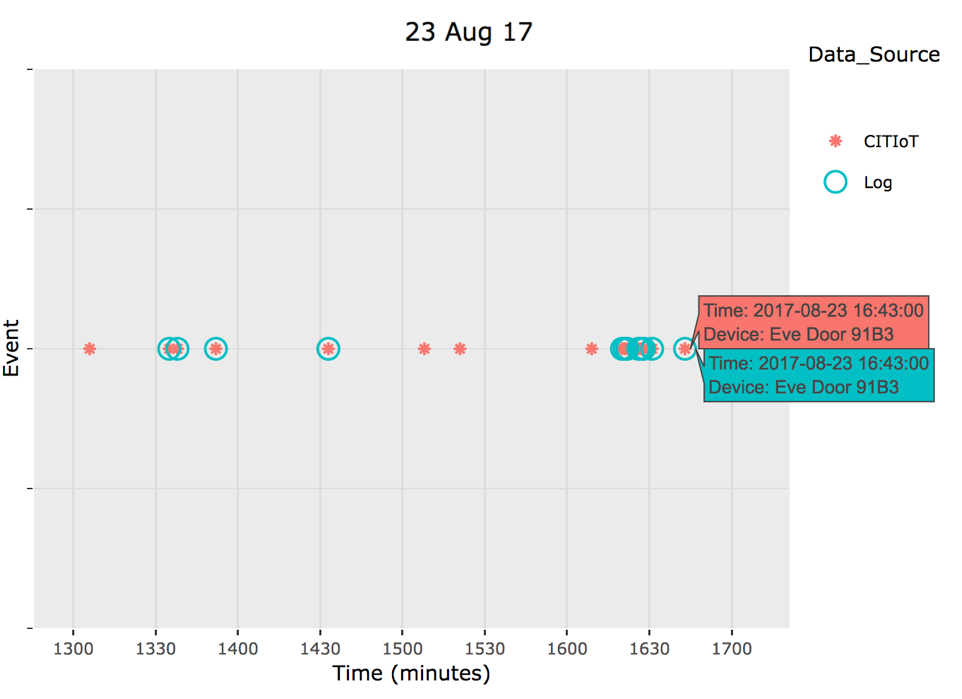 23 Aug 17
Data_Source
CITIoT
Log
Time: 2017-08-23 16:43:00
Device: Eve Door 91B3
Time: 2017-08-23 16:43:00
Device: Eve Door 91B3
Event
1300 1330 1400 1430 1500 1530 1600 1630 1700
Time (minutes)